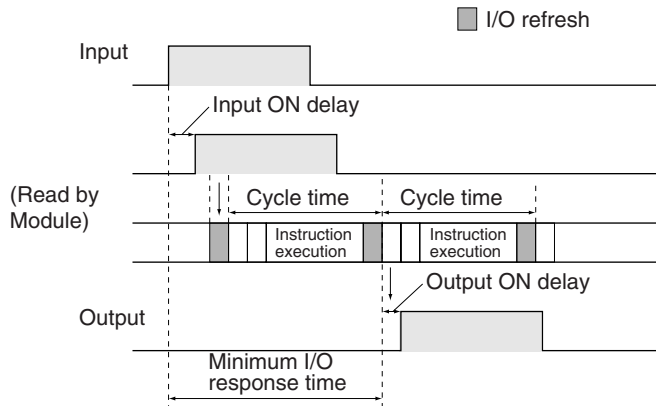 I/O refresh
Input
Input ON delay
(Read by
Module)
Cycle time
Cycle time
Instruction
execution
Instruction
execution
Output ON delay
Output
Minimum I/O
response time